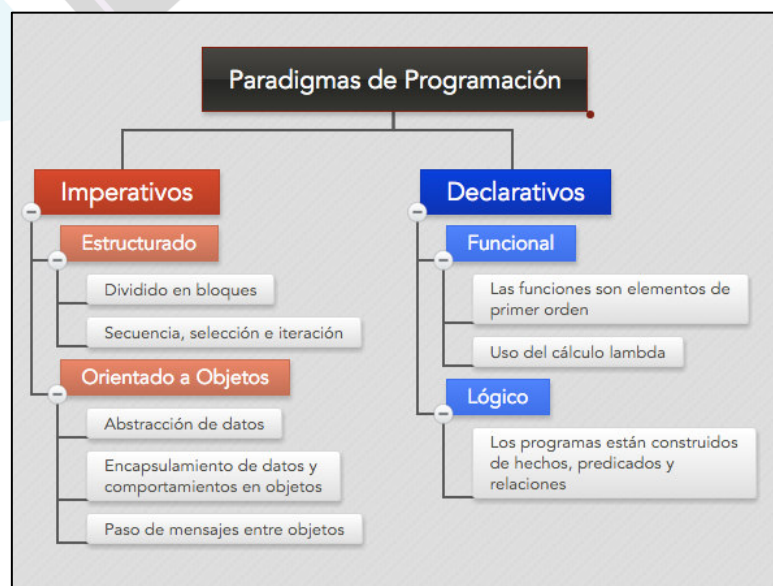 Paradigmas de Programación
Imperativos
Estructurado
Dividido en bloques
Secuencia, selección e iteración
Orientado a Objetos
Abstracción de datos
Encapsulamiento de datos y
comportamientos en objetos
Paso de mensajes entre objetos
Declarativos
Funcional
Las funciones son elementos de
primer orden
Uso del cálculo lambda
Lógico
Los programas están construidos
de hechos, predicados y
relaciones